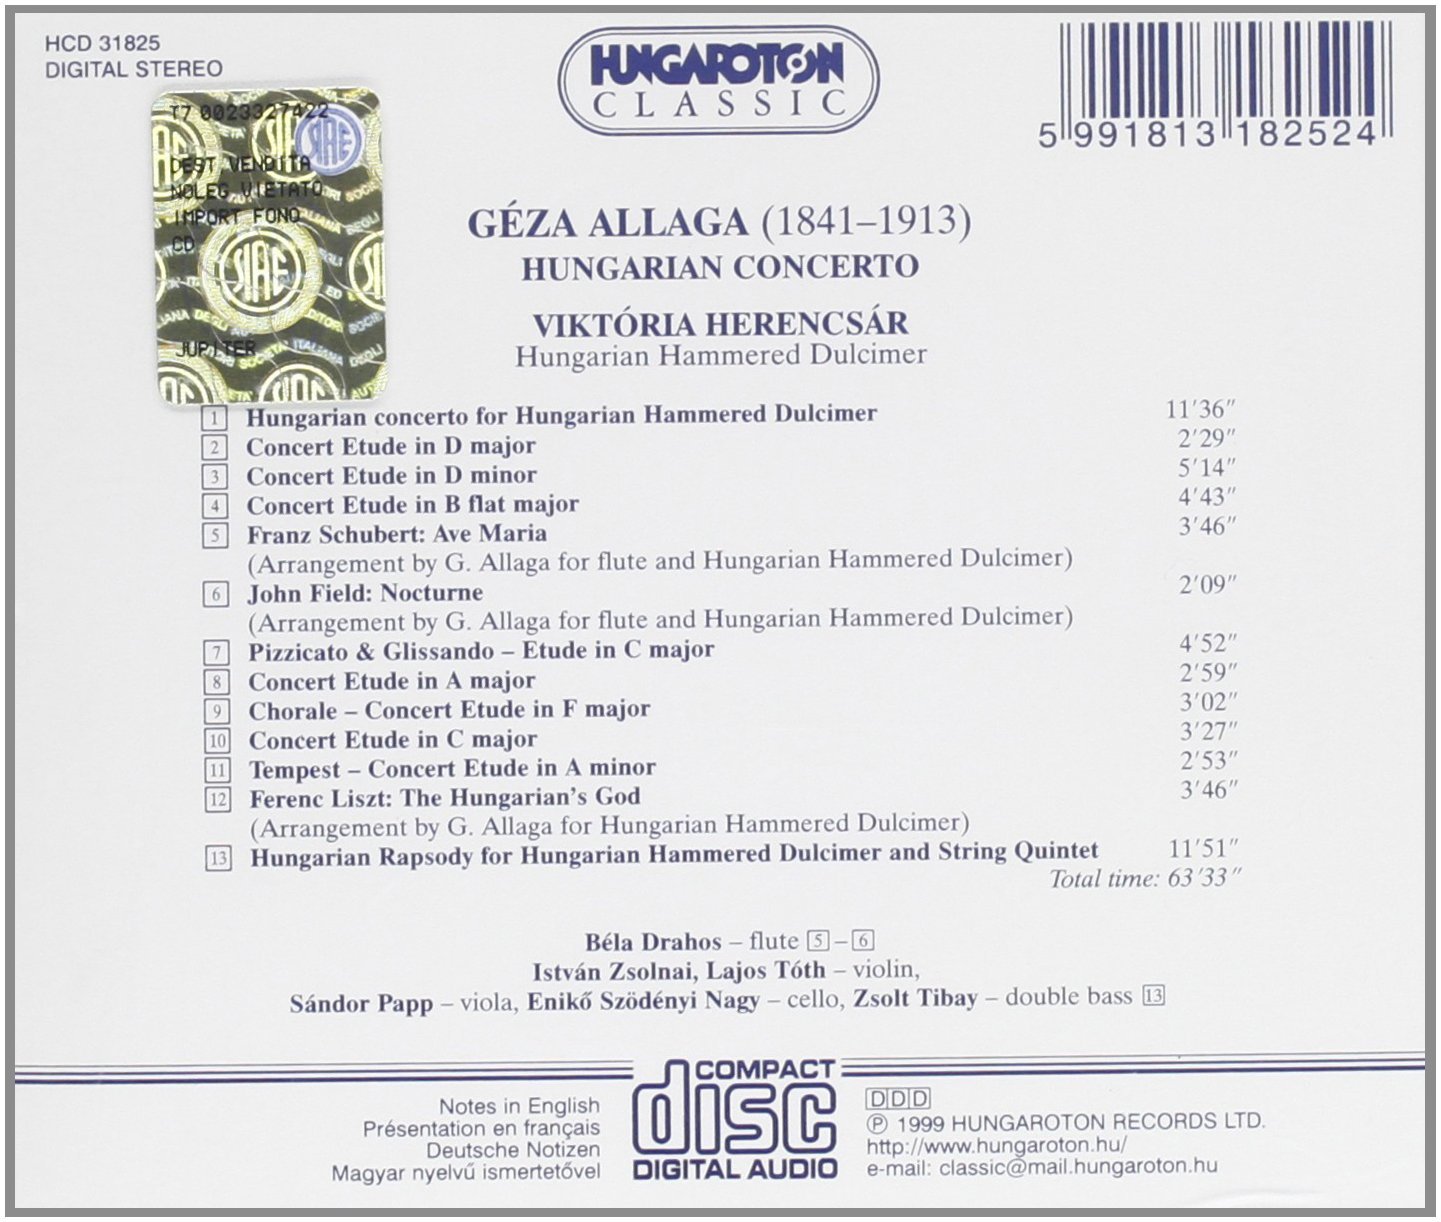 HCD 31825
DIGITAL STEREO
HUNGAROTON
CLASSIC
5 991813 182524
T7 0023327422
SIAE
DEST VENDITA
NOLEG VIETATO
IMPORT FONO
CD
SIAE
JUPITER
GÉZA ALLAGA (1841–1913)
HUNGARIAN CONCERTO
VIKTÓRIA HERENCSÁR
Hungarian Hammered Dulcimer
1 Hungarian concerto for Hungarian Hammered Dulcimer 11′36″
2 Concert Etude in D major 2′29″
3 Concert Etude in D minor 5′14″
4 Concert Etude in B flat major 4′43″
5 Franz Schubert: Ave Maria 3′46″
(Arrangement by G. Allaga for flute and Hungarian Hammered Dulcimer)
6 John Field: Nocturne 2′09″
(Arrangement by G. Allaga for flute and Hungarian Hammered Dulcimer)
7 Pizzicato & Glissando – Etude in C major 4′52″
8 Concert Etude in A major 2′59″
9 Chorale – Concert Etude in F major 3′02″
10 Concert Etude in C major 3′27″
11 Tempest – Concert Etude in A minor 2′53″
12 Ferenc Liszt: The Hungarian's God 3′46″
(Arrangement by G. Allaga for Hungarian Hammered Dulcimer)
13 Hungarian Rapsody for Hungarian Hammered Dulcimer and String Quintet 11′51″
Total time: 63′33″
Béla Drahos – flute 5 – 6
István Zsolnai, Lajos Tóth – violin,
Sándor Papp – viola, Enikő Szödényi Nagy – cello, Zsolt Tibay – double bass 13
Notes in English
Présentation en français
Deutsche Notizen
Magyar nyelvű ismertetővel
COMPACT
disc
DIGITAL AUDIO
DDD
℗ 1999 HUNGAROTON RECORDS LTD.
http://www.hungaroton.hu/
e-mail: classic@mail.hungaroton.hu